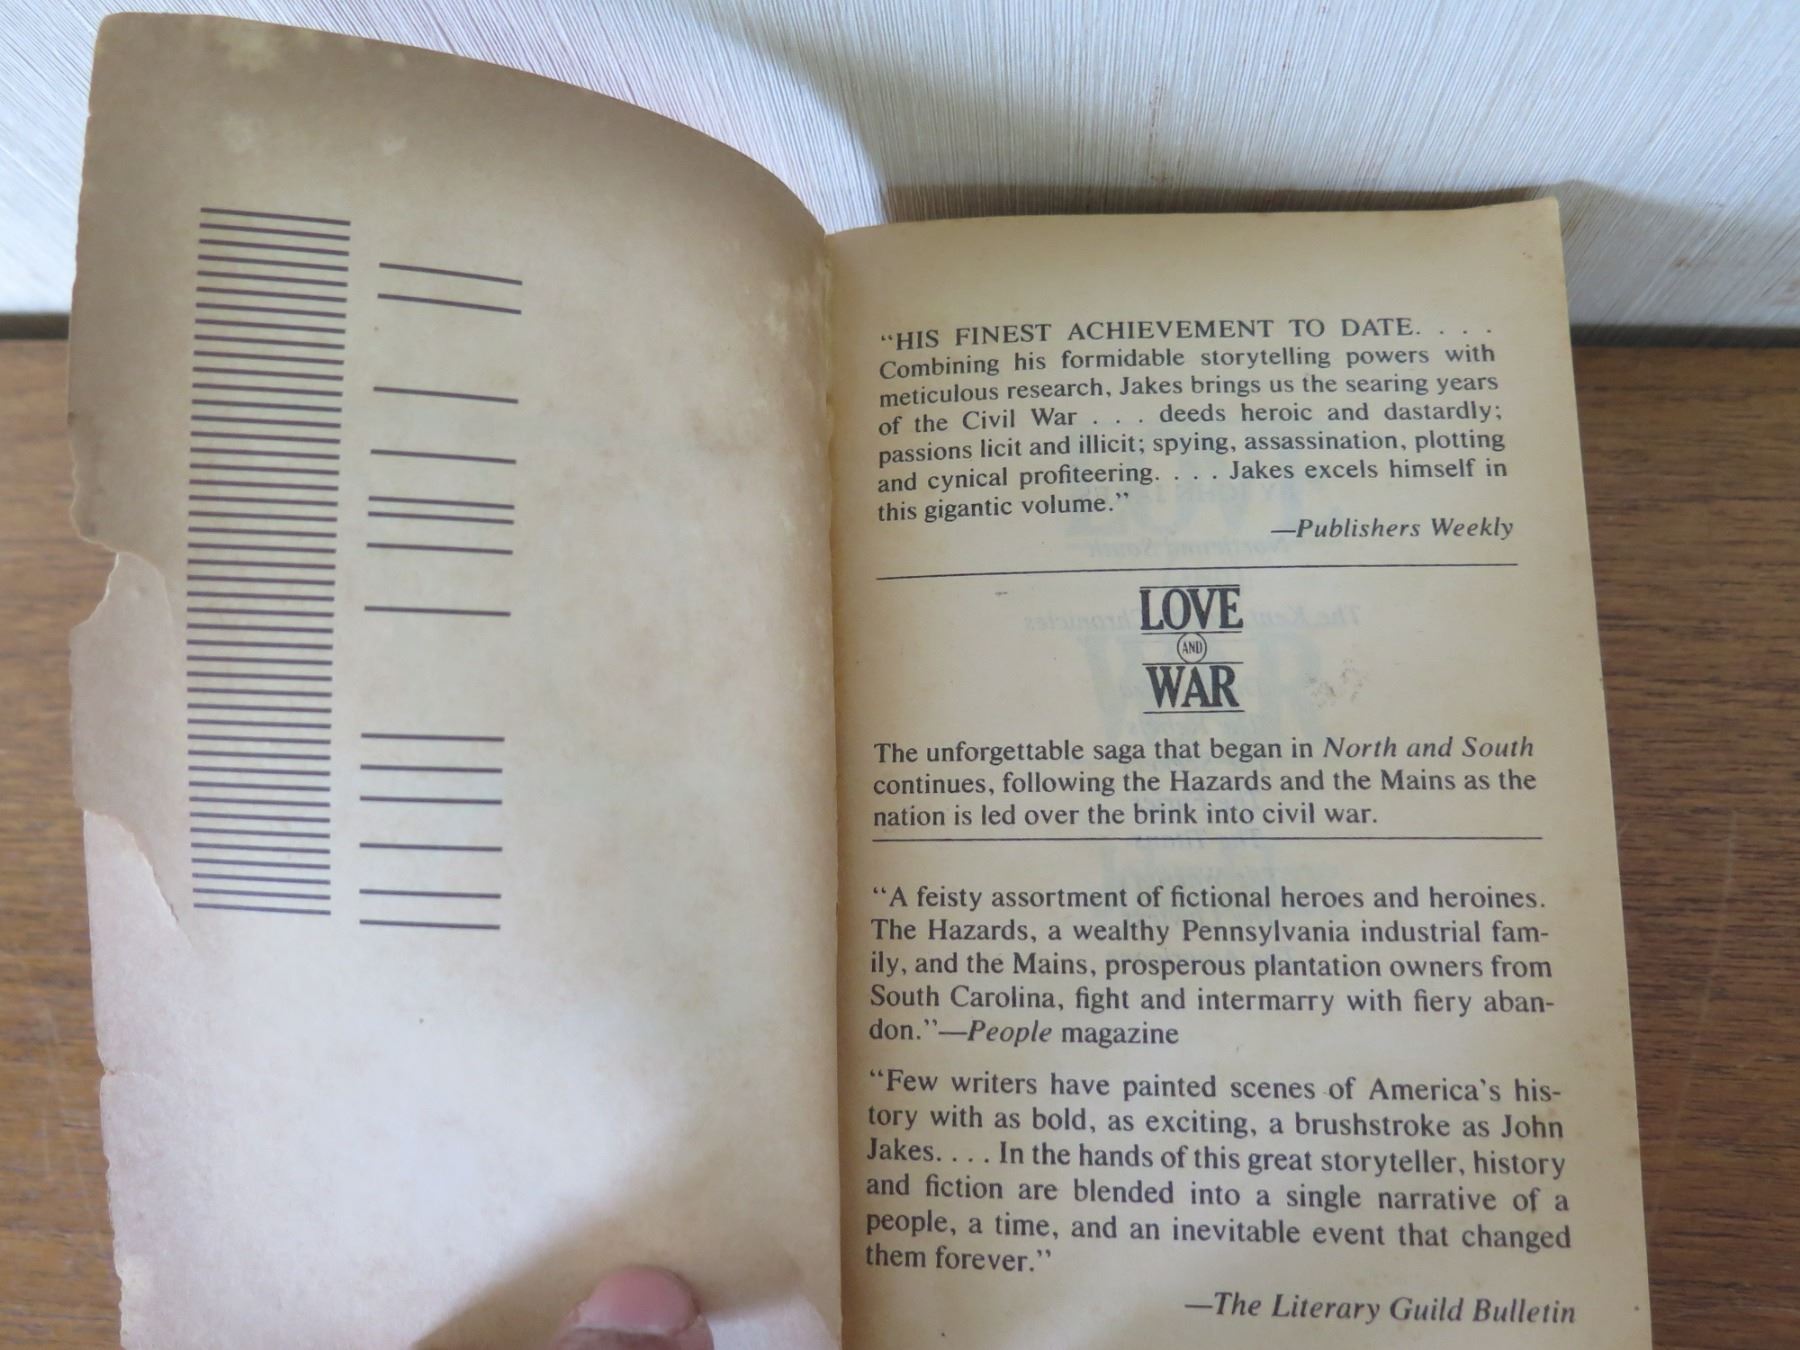 “HIS FINEST ACHIEVEMENT TO DATE. . . .
Combining his formidable storytelling powers with
meticulous research, Jakes brings us the searing years
of the Civil War . . . deeds heroic and dastardly;
passions licit and illicit; spying, assassination, plotting
and cynical profiteering. . . . Jakes excels himself in
this gigantic volume.”
—Publishers Weekly
LOVE
AND
WAR
The unforgettable saga that began in North and South
continues, following the Hazards and the Mains as the
nation is led over the brink into civil war.
“A feisty assortment of fictional heroes and heroines.
The Hazards, a wealthy Pennsylvania industrial fam-
ily, and the Mains, prosperous plantation owners from
South Carolina, fight and intermarry with fiery aban-
don.”—People magazine
“Few writers have painted scenes of America’s his-
tory with as bold, as exciting, a brushstroke as John
Jakes. . . . In the hands of this great storyteller, history
and fiction are blended into a single narrative of a
people, a time, and an inevitable event that changed
them forever.”
—The Literary Guild Bulletin